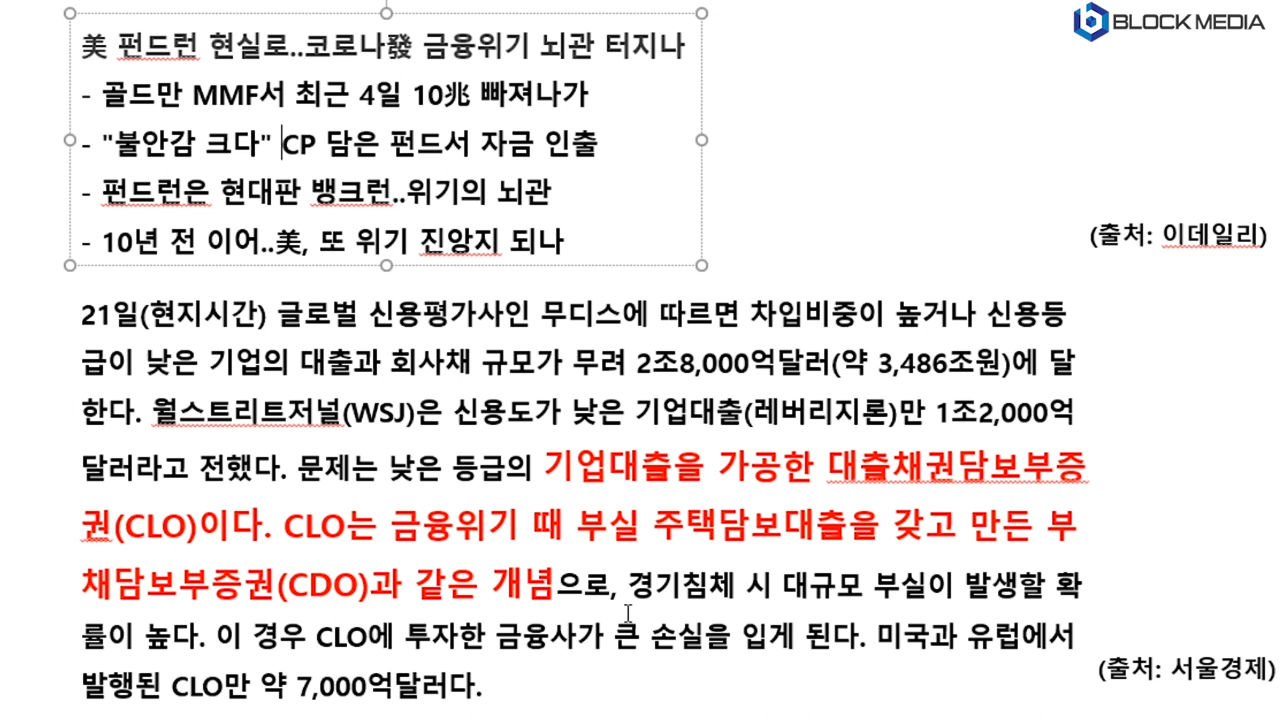 BLOCK MEDIA
美 펀드런 현실로..코로나發 금융위기 뇌관 터지나
- 골드만 MMF서 최근 4일 10兆 빠져나가
- "불안감 크다" CP 담은 펀드서 자금 인출
- 펀드런은 현대판 뱅크런..위기의 뇌관
- 10년 전 이어..美, 또 위기 진앙지 되나
(출처: 이데일리)
21일(현지시간) 글로벌 신용평가사인 무디스에 따르면 차입비중이 높거나 신용등
급이 낮은 기업의 대출과 회사채 규모가 무려 2조8,000억달러(약 3,486조원)에 달
한다. 월스트리트저널(WSJ)은 신용도가 낮은 기업대출(레버리지론)만 1조2,000억
달러라고 전했다. 문제는 낮은 등급의 기업대출을 가공한 대출채권담보부증
권(CLO)이다. CLO는 금융위기 때 부실 주택담보대출을 갖고 만든 부
채담보부증권(CDO)과 같은 개념으로, 경기침체 시 대규모 부실이 발생할 확
률이 높다. 이 경우 CLO에 투자한 금융사가 큰 손실을 입게 된다. 미국과 유럽에서
발행된 CLO만 약 7,000억달러다.
(출처: 서울경제)